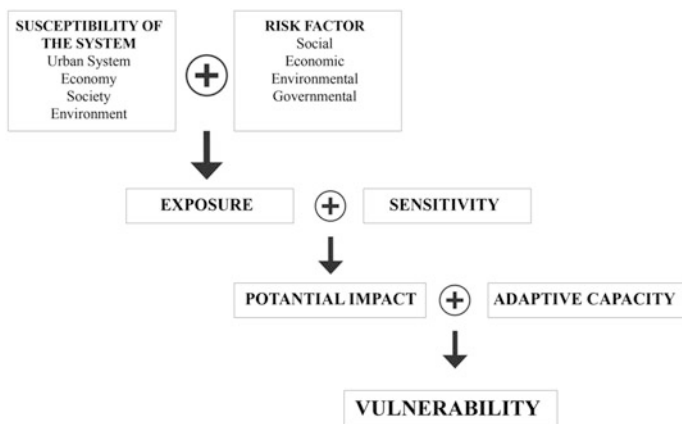 SUSCEPTIBILITY OF
THE SYSTEM
Urban System
Economy
Society
Environment
RISK FACTOR
Social
Economic
Environmental
Governmental
EXPOSURE
SENSITIVITY
POTANTIAL IMPACT
ADAPTIVE CAPACITY
VULNERABILITY